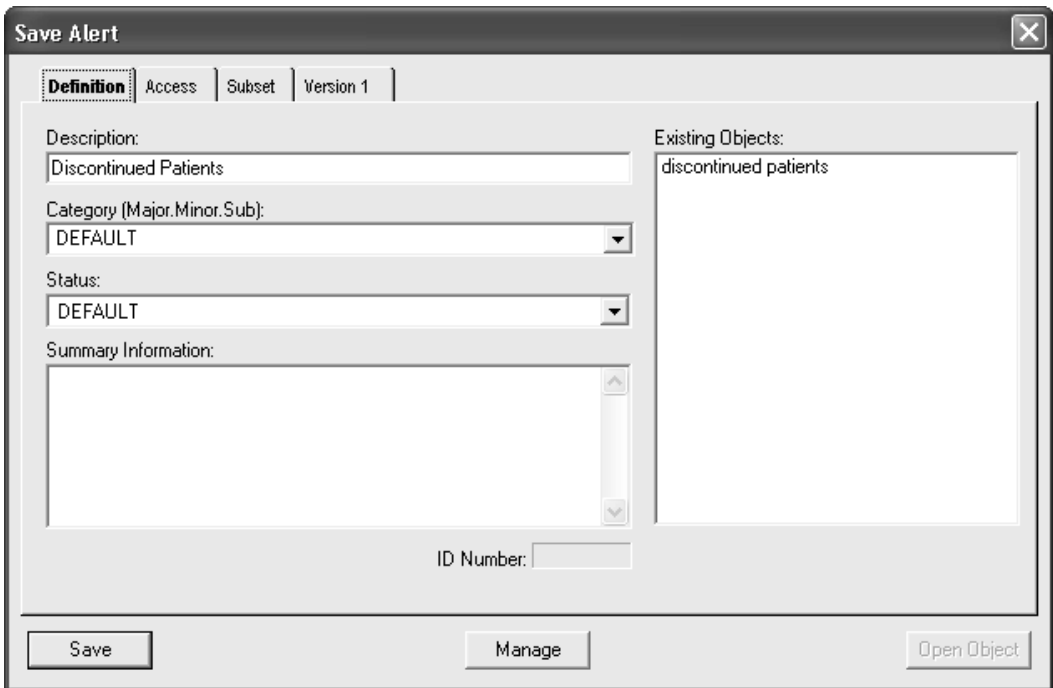 Save Alert
Definition Access Subset Version 1
Description:
Discontinued Patients
Category (Major.Minor.Sub):
DEFAULT
Status:
DEFAULT
Summary Information:
ID Number:
Existing Objects:
discontinued patients
Save Manage Open Object